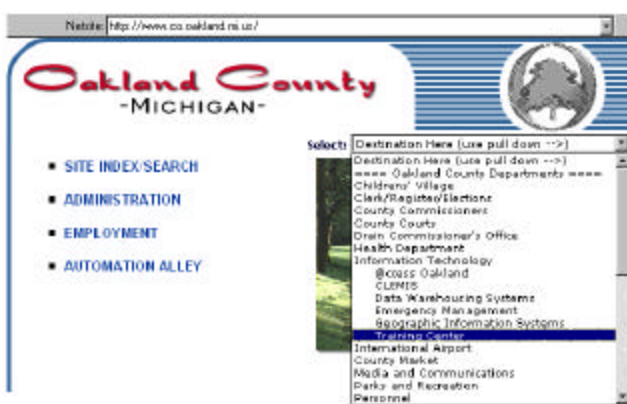 Netsite: http://www.co.oakland.mi.us/
Oakland County
-MICHIGAN-
Select: Destination Here (use pull down -->)
Destination Here (use pull down -->)
==== Oakland County Departments ====
Childrens' Village
Clerk/Register/Elections
County Commissioners
County Courts
Drain Commissioner's Office
Health Department
Information Technology
@ccess Oakland
CLEMIS
Data Warehousing Systems
Emergency Management
Geographic Information Systems
Training Center
International Airport
County Market
Media and Communications
Parks and Recreation
Personnel
SITE INDEX/SEARCH
ADMINISTRATION
EMPLOYMENT
AUTOMATION ALLEY